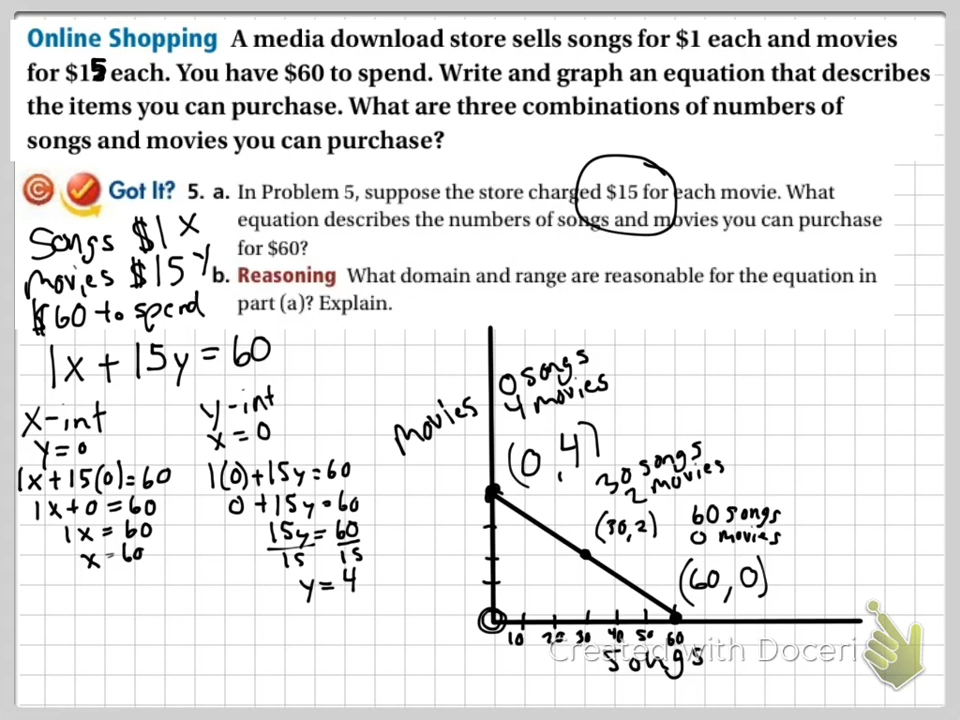 Online Shopping A media download store sells songs for $1 each and movies
for $15 each. You have $60 to spend. Write and graph an equation that describes
the items you can purchase. What are three combinations of numbers of
songs and movies you can purchase?
Got It? 5. a. In Problem 5, suppose the store charged $15 for each movie. What
equation describes the numbers of songs and movies you can purchase
for $60?
b. Reasoning What domain and range are reasonable for the equation in
part (a)? Explain.
Songs $1 x
movies $15 y
$60 to spend
1x + 15y = 60
x-int
y=0
1x+15(0)=60
1x+0=60
1x=60
x=60
y-int
x=0
1(0)+15y=60
0+15y=60
15y=60
15 15
y=4
movies
0 songs
4 movies
(0,4)
30 songs
2 movies
(30,2)
60 songs
0 movies
(60,0)
0 10 20 30 40 50 60
songs
Created with Doceri